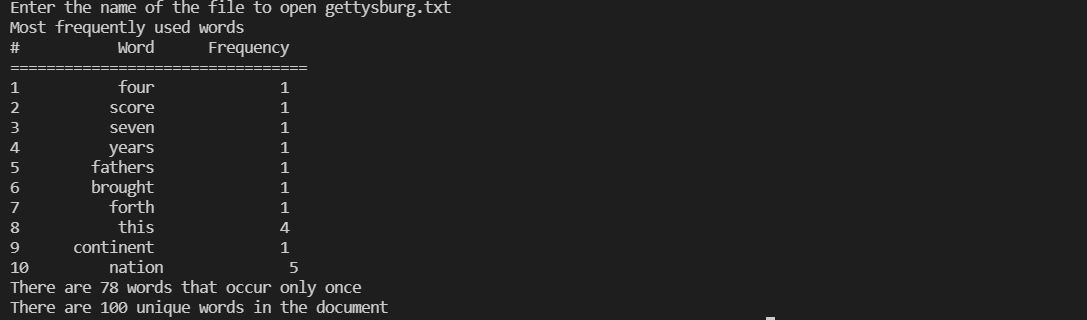 Enter the name of the file to open gettysburg.txt
Most frequently used words
#           Word      Frequency
=================================
1           four              1
2          score              1
3          seven              1
4          years              1
5        fathers              1
6        brought              1
7          forth              1
8           this              4
9      continent              1
10         nation              5
There are 78 words that occur only once
There are 100 unique words in the document